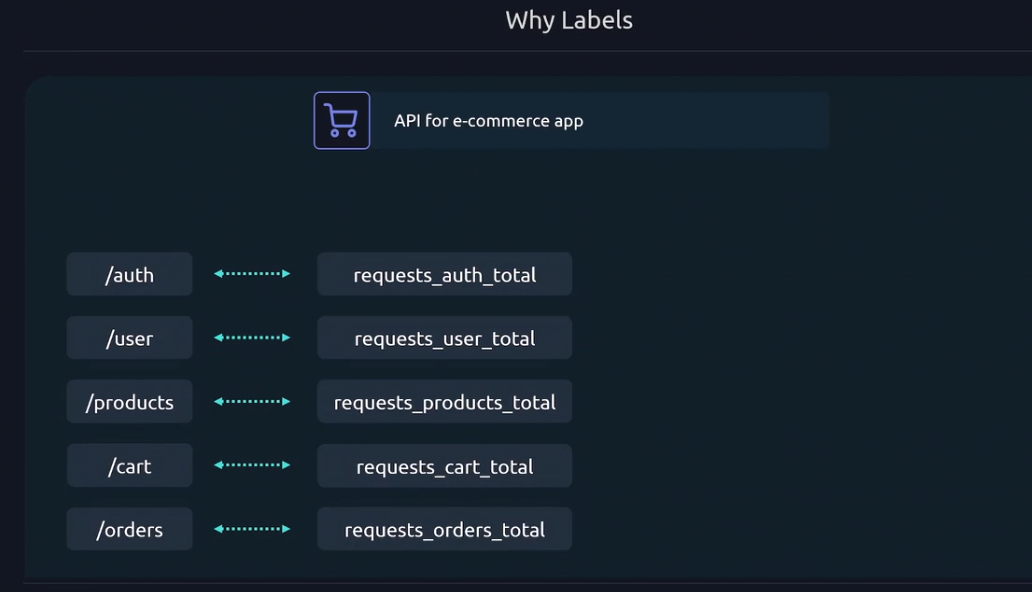 Why Labels
API for e-commerce app
/auth requests_auth_total
/user requests_user_total
/products requests_products_total
/cart requests_cart_total
/orders requests_orders_total